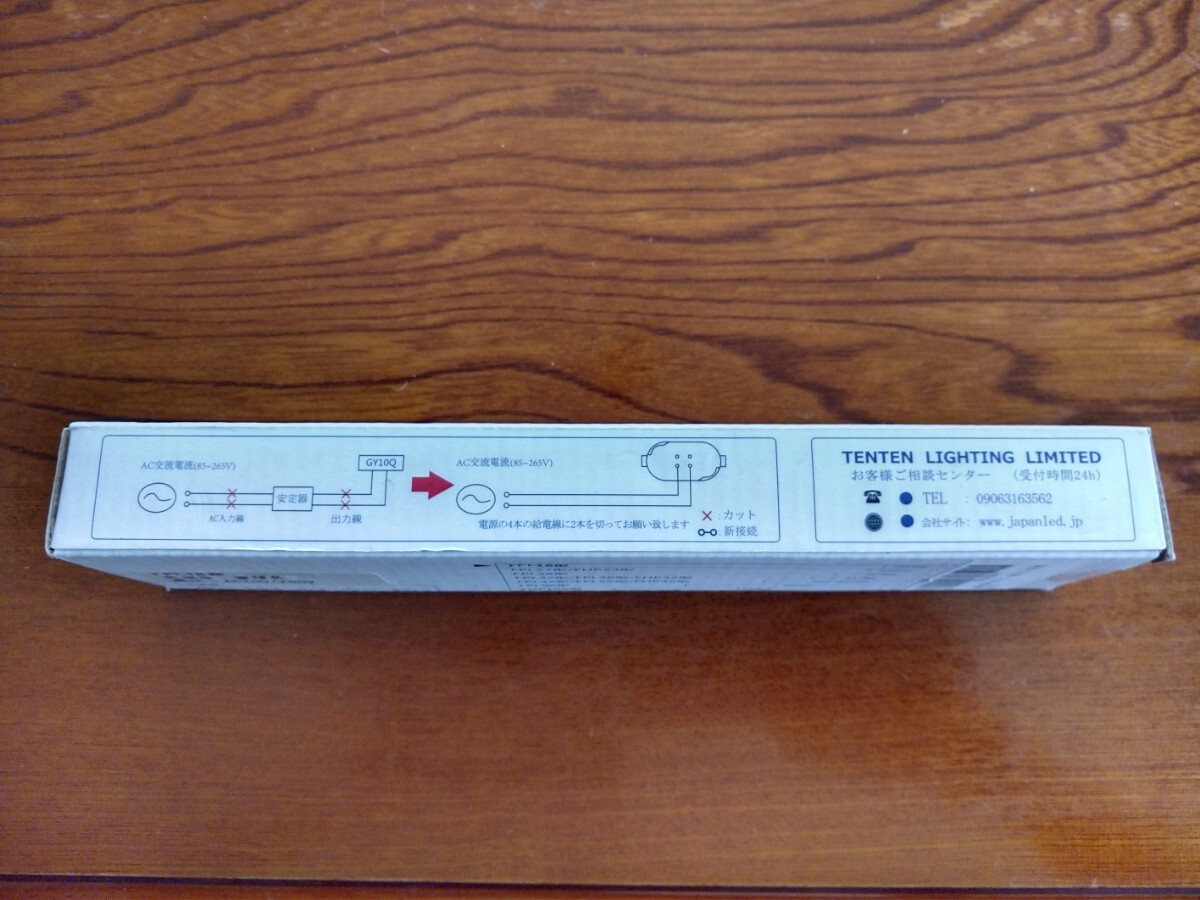 AC交流電流(85~265V)
GY10Q
安定器
AC入力線
出力線
AC交流電流(85~265V)
電源の4本の給電線に2本を切ってお願い致します
×:カット
:新接続
TENTEN LIGHTING LIMITED
お客様ご相談センター (受付時間24h)
TEL : 09063163562
会社サイト: www.japanled.jp